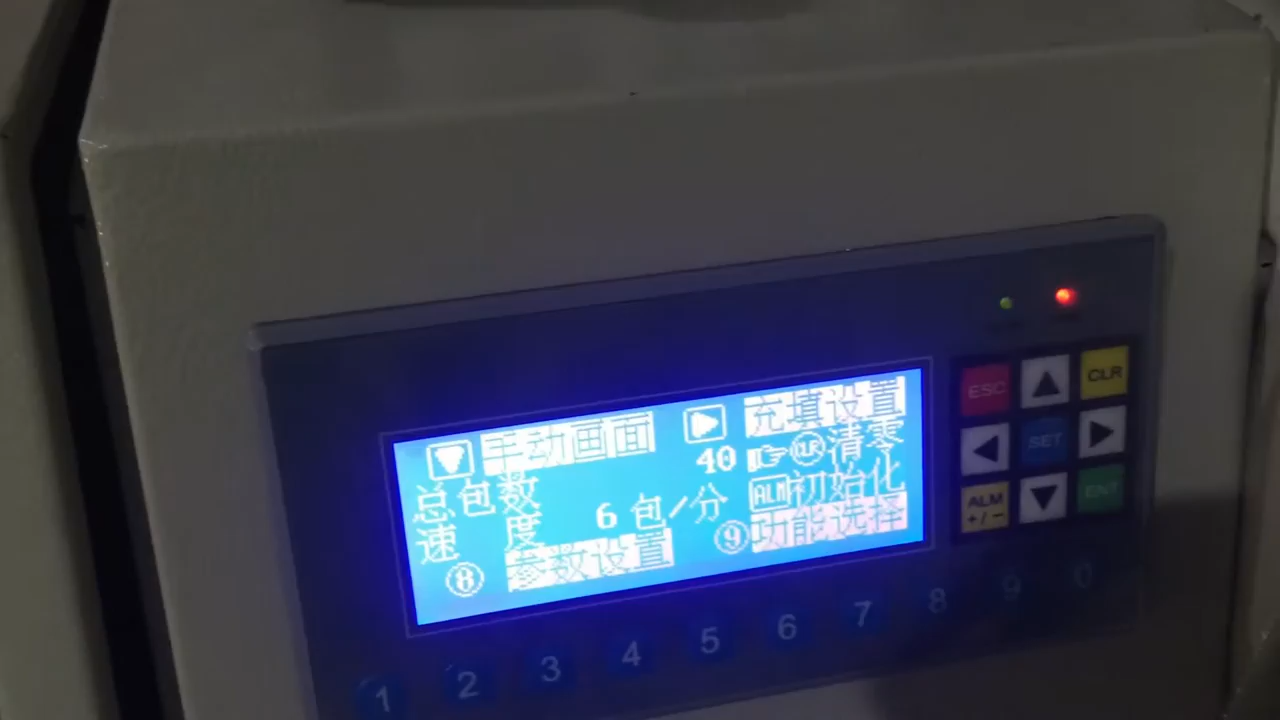 ▼ 手动画面 ▶ 充填设置
总包数 40 ☞ CLR 清零
速 度 6 包/分 ALM 初始化
⑧ 参数设置 ⑨ 功能选择
ESC ▲ CLR
◀ SET ▶
ALM +/- ▼ ENT
1 2 3 4 5 6 7 8 9 0